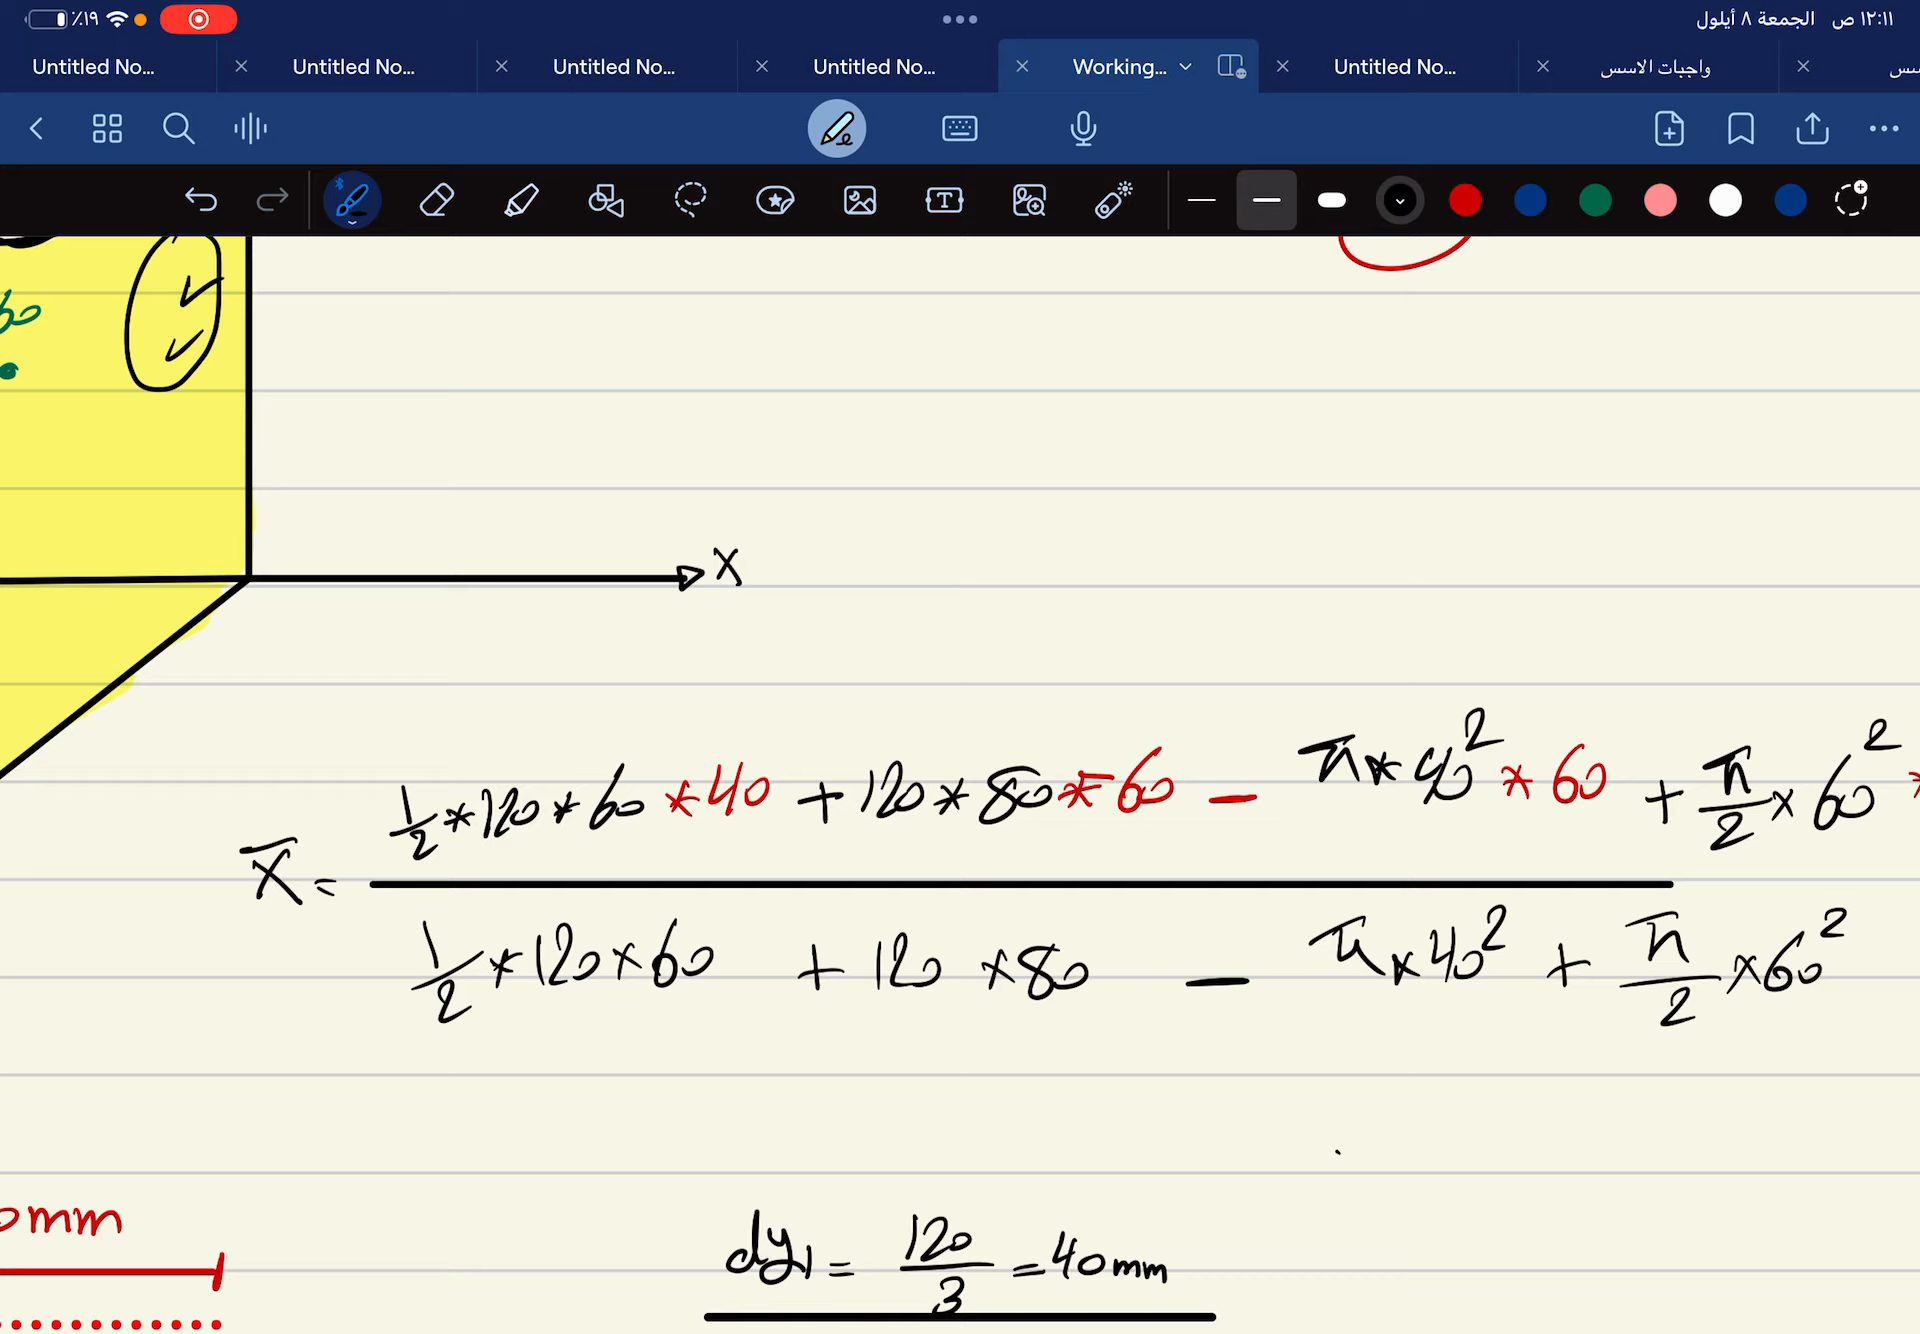 ٪١٩
١٢:١١ ص الجمعة ٨ أيلول
Untitled No... Untitled No... Untitled No... Untitled No... Working... Untitled No... واجبات الاسس
60
X
X̄ = (1/2 * 120 * 60 * 40 + 120 * 80 * 60 - π * 40² * 60 + π/2 × 60² *) / (1/2 * 120 × 60 + 120 × 80 - π × 40² + π/2 × 60²)
0mm
dy1 = 120/3 = 40mm